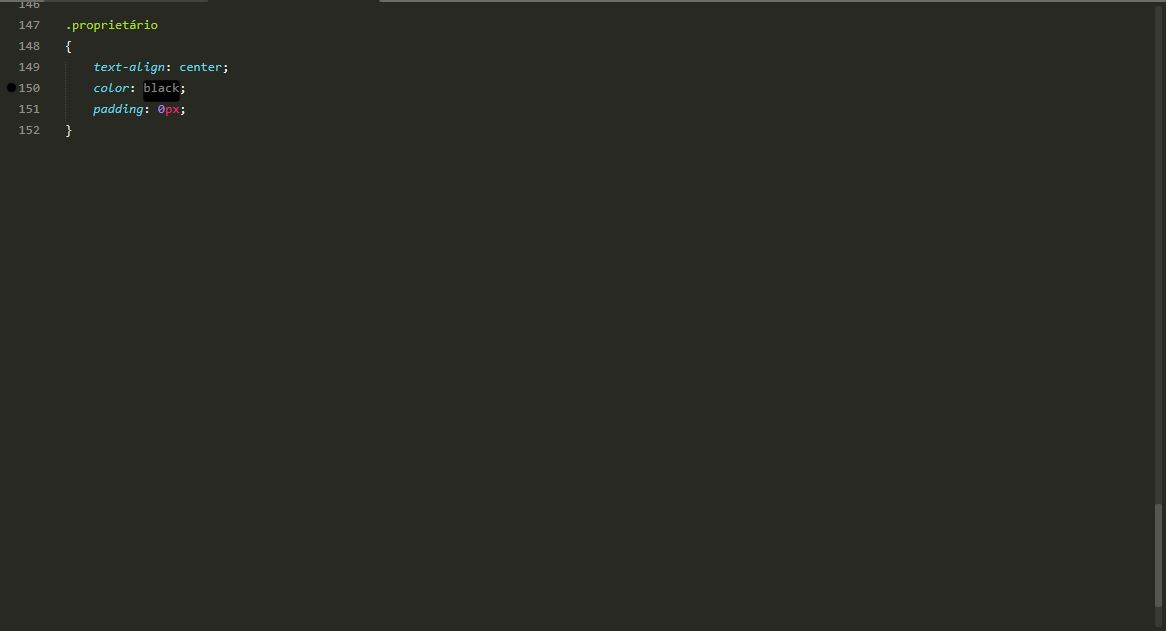 146
147 .proprietário
148 {
149 text-align: center;
150 color: black;
151 padding: 0px;
152 }